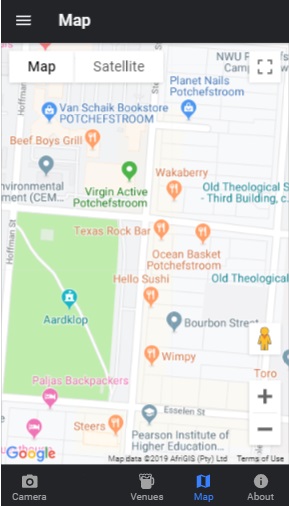 Map
Map
Satellite
NWU
Planet Nails
Potchefstroom
Van Schaik Bookstore
POTCHEFSTROOM
Beef Boys Grill
Hoffman
Wakaberry
Virgin Active
Potchefstroom
Old Theological S
- Third Building, c.
nvironmental
ment (CEM...
Hoffman St
Texas Rock Bar
Ocean Basket
Potchefstroom
Hello Sushi
Old Theological
Aardklop
Bourbon Street
Wimpy
Toro
Paljas Backpackers
Esselen St
Steers
Pearson Institute of
Higher Education...
Google
Map data ©2019 AfriGIS (Pty) Ltd
Terms of Use
Camera
Venues
Map
About